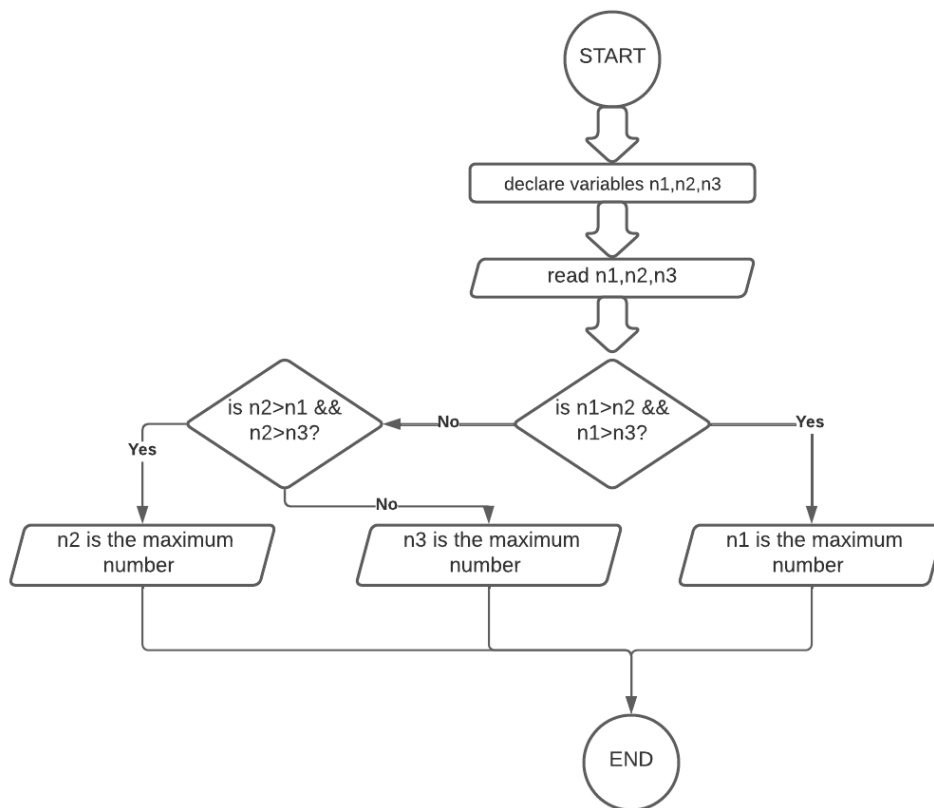 START
declare variables n1,n2,n3
read n1,n2,n3
is n2>n1 &&
n2>n3?
No
is n1>n2 &&
n1>n3?
Yes
Yes
No
n2 is the maximum
number
n3 is the maximum
number
n1 is the maximum
number
END